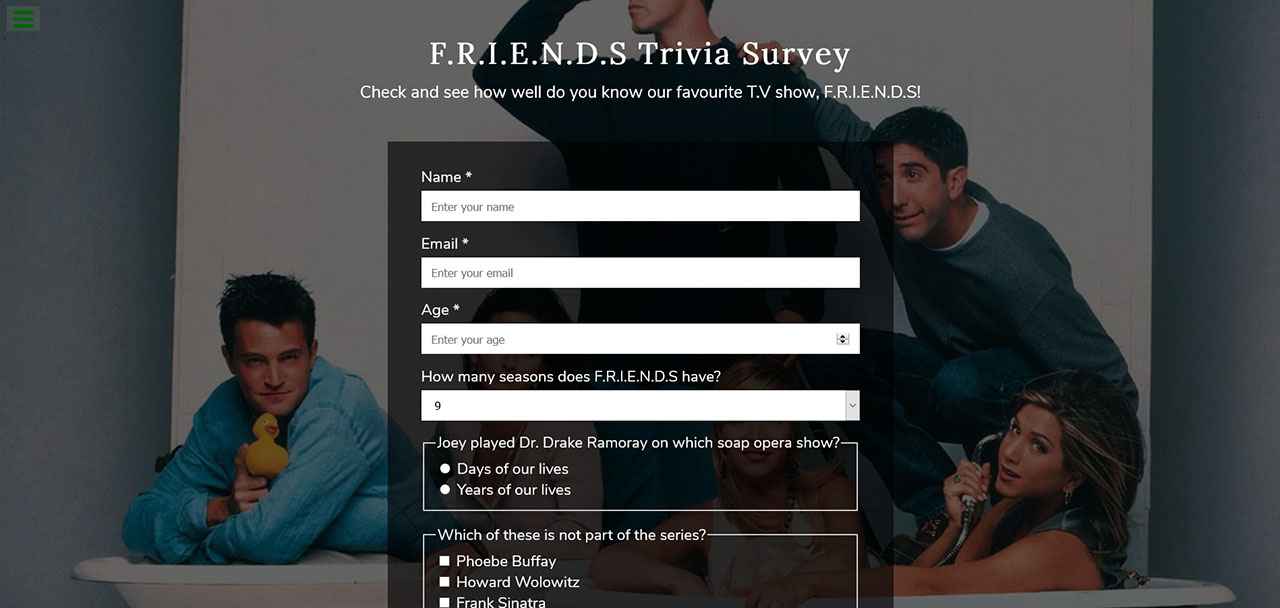 F.R.I.E.N.D.S Trivia Survey
Check and see how well do you know our favourite T.V show, F.R.I.E.N.D.S!
Name *
Enter your name
Email *
Enter your email
Age *
Enter your age
How many seasons does F.R.I.E.N.D.S have?
9
Joey played Dr. Drake Ramoray on which soap opera show?
Days of our lives
Years of our lives
Which of these is not part of the series?
Phoebe Buffay
Howard Wolowitz
Frank Sinatra